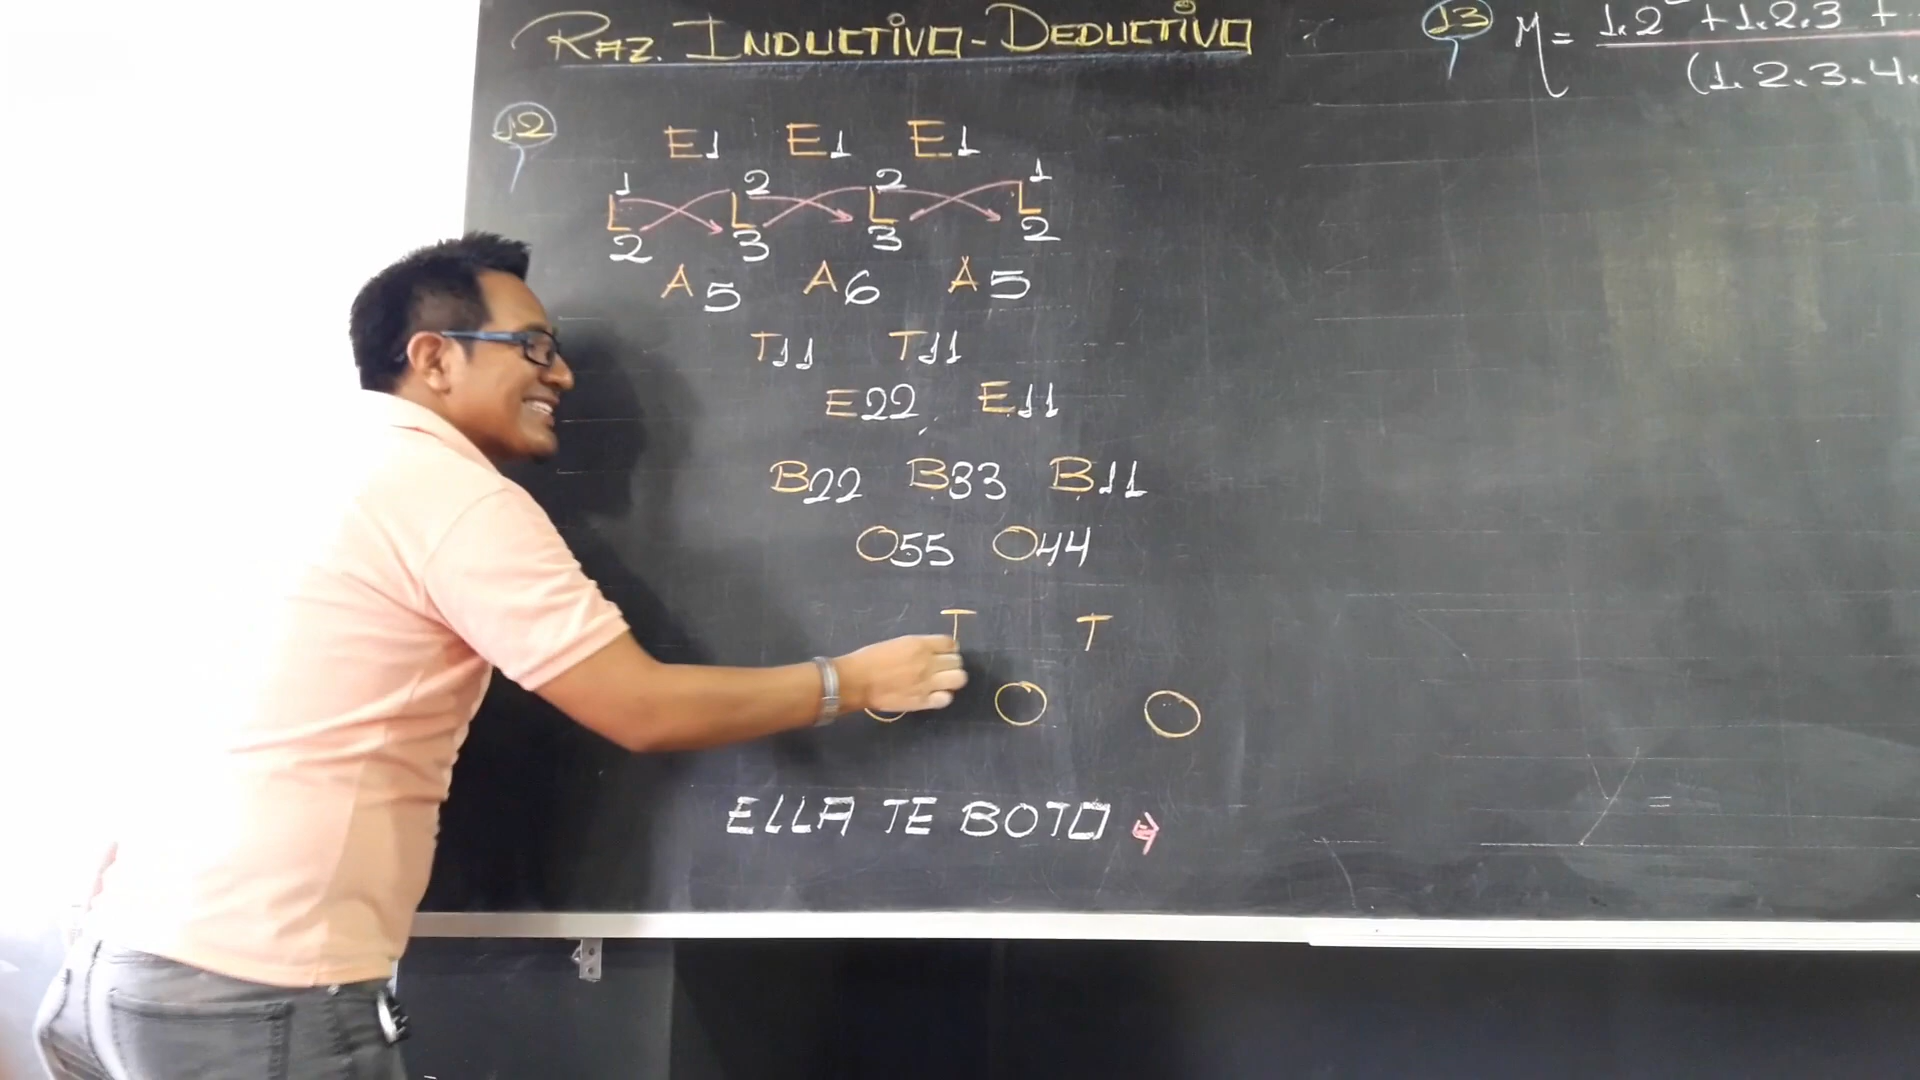 RAZ. INDUCTIVO - DEDUCTIVO
12
E1 E1 E1
1 2 2 1
L L L L
2 3 3 2
A5 A6 A5
T11 T11
E22 E11
B22 B33 B11
O55 O44
T T
O O O
ELLA TE BOTO
13 M = 1.2² + 1.2.3 + ..
(1.2.3.4.
=